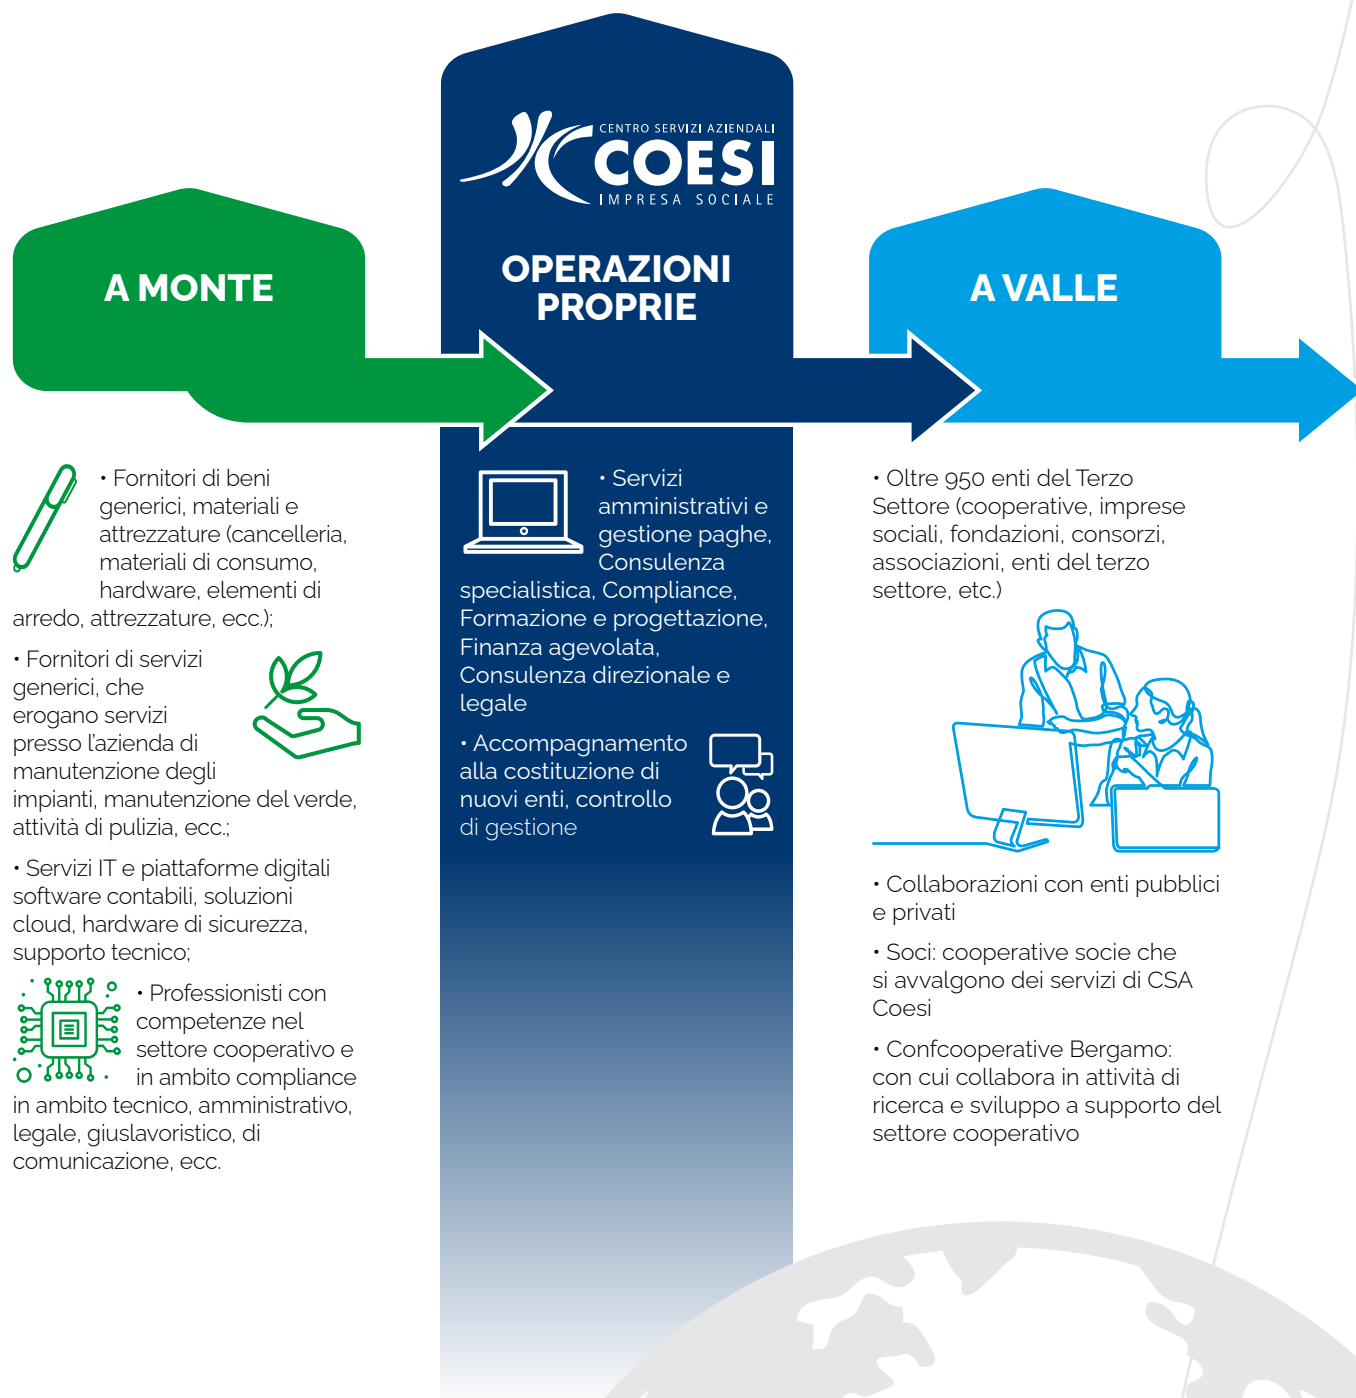 A MONTE
• Fornitori di beni
generici, materiali e
attrezzature (cancelleria,
materiali di consumo,
hardware, elementi di
arredo, attrezzature, ecc.);
• Fornitori di servizi
generici, che
erogano servizi
presso l'azienda di
manutenzione degli
impianti, manutenzione del verde,
attività di pulizia, ecc.;
• Servizi IT e piattaforme digitali
software contabili, soluzioni
cloud, hardware di sicurezza,
supporto tecnico;
• Professionisti con
competenze nel
settore cooperativo e
in ambito compliance
in ambito tecnico, amministrativo,
legale, giuslavoristico, di
comunicazione, ecc.
CENTRO SERVIZI AZIENDALI
COESI
IMPRESA SOCIALE
OPERAZIONI
PROPRIE
• Servizi
amministrativi e
gestione paghe,
Consulenza
specialistica, Compliance,
Formazione e progettazione,
Finanza agevolata,
Consulenza direzionale e
legale
• Accompagnamento
alla costituzione di
nuovi enti, controllo
di gestione
A VALLE
• Oltre 950 enti del Terzo
Settore (cooperative, imprese
sociali, fondazioni, consorzi,
associazioni, enti del terzo
settore, etc.)
• Collaborazioni con enti pubblici
e privati
• Soci: cooperative socie che
si avvalgono dei servizi di CSA
Coesi
• Confcooperative Bergamo:
con cui collabora in attività di
ricerca e sviluppo a supporto del
settore cooperativo